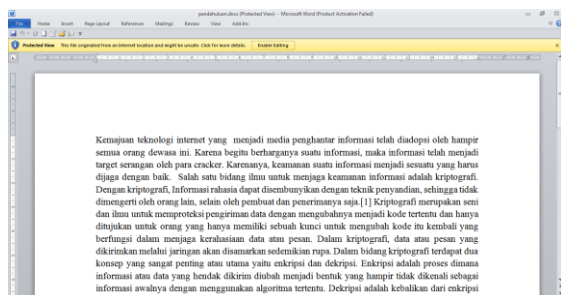 pendahuluan.docx [Protected View] - Microsoft Word (Product Activation Failed)
File Home Insert Page Layout References Mailings Review View Add-Ins
Protected View This file originated from an Internet location and might be unsafe. Click for more details. Enable Editing
Kemajuan teknologi internet yang menjadi media penghantar informasi telah diadopsi oleh hampir
semua orang dewasa ini. Karena begitu berharganya suatu informasi, maka informasi telah menjadi
target serangan oleh para cracker. Karenanya, keamanan suatu informasi menjadi sesuatu yang harus
dijaga dengan baik. Salah satu bidang ilmu untuk menjaga keamanan informasi adalah kriptografi.
Dengan kriptografi, Informasi rahasia dapat disembunyikan dengan teknik penyandian, sehingga tidak
dimengerti oleh orang lain, selain oleh pembuat dan penerimanya saja.[1] Kriptografi merupakan seni
dan ilmu untuk memproteksi pengiriman data dengan mengubahnya menjadi kode tertentu dan hanya
ditujukan untuk orang yang hanya memiliki sebuah kunci untuk mengubah kode itu kembali yang
berfungsi dalam menjaga kerahasiaan data atau pesan. Dalam kriptografi, data atau pesan yang
dikirimkan melalui jaringan akan disamarkan sedemikian rupa. Dalam bidang kriptografi terdapat dua
konsep yang sangat penting atau utama yaitu enkripsi dan dekripsi. Enkripsi adalah proses dimana
informasi atau data yang hendak dikirim diubah menjadi bentuk yang hampir tidak dikenali sebagai
informasi awalnya dengan menggunakan algoritma tertentu. Dekripsi adalah kebalikan dari enkripsi